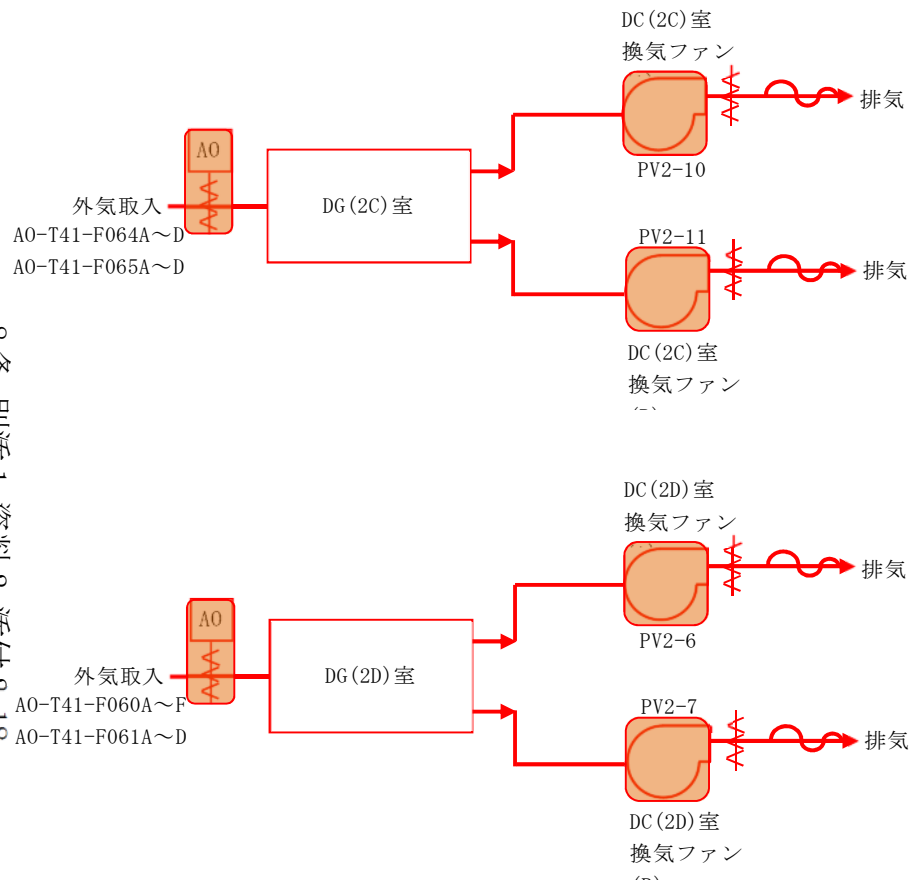 DC(2C)室
換気ファン
排気
PV2-10
AO
外気取入
AO-T41-F064A～D
AO-T41-F065A～D
DG(2C)室
PV2-11
排気
DC(2C)室
換気ファン
DC(2D)室
換気ファン
排気
PV2-6
AO
外気取入
AO-T41-F060A～F
AO-T41-F061A～D
DG(2D)室
PV2-7
排気
DC(2D)室
換気ファン